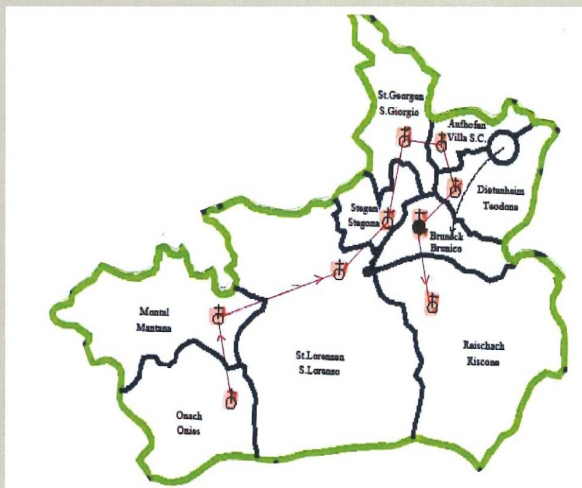 St.Georgen
S.Giorgio
Aufhofen
Villa S.C.
Dietenheim
Teodone
Stegen
Stegona
Bruneck
Brunico
Montal
Mantana
St.Lorenzen
S.Lorenzo
Reischach
Riscone
Onach
Onies